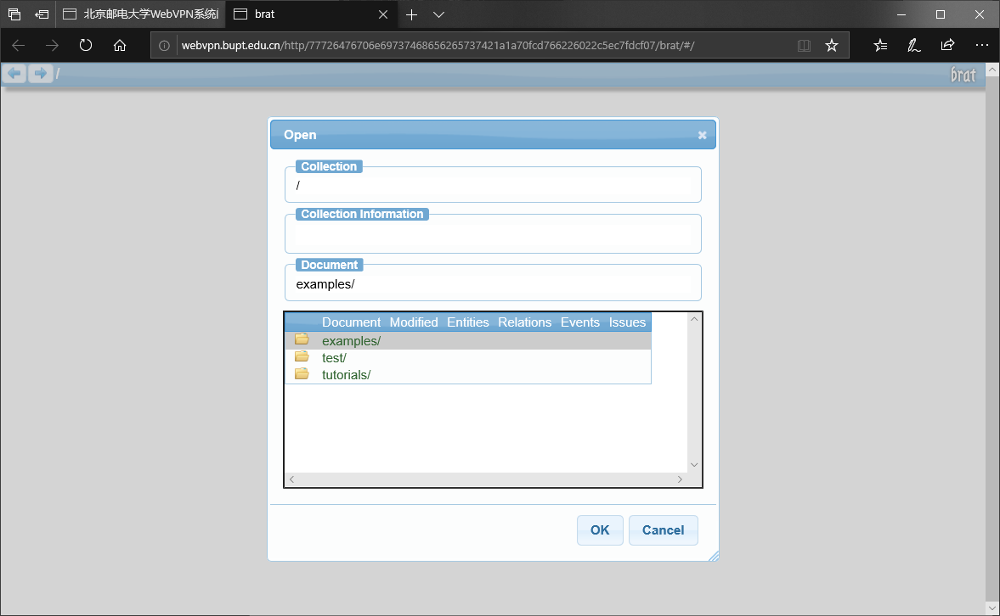 北京邮电大学WebVPN系统
brat
webvpn.bupt.edu.cn/http/77726476706e69737468656265737421a1a70fcd766226022c5ec7fdcf07/brat/#/
/
brat
Open
Collection
/
Collection Information
Document
examples/
Document Modified Entities Relations Events Issues
examples/
test/
tutorials/
OK Cancel